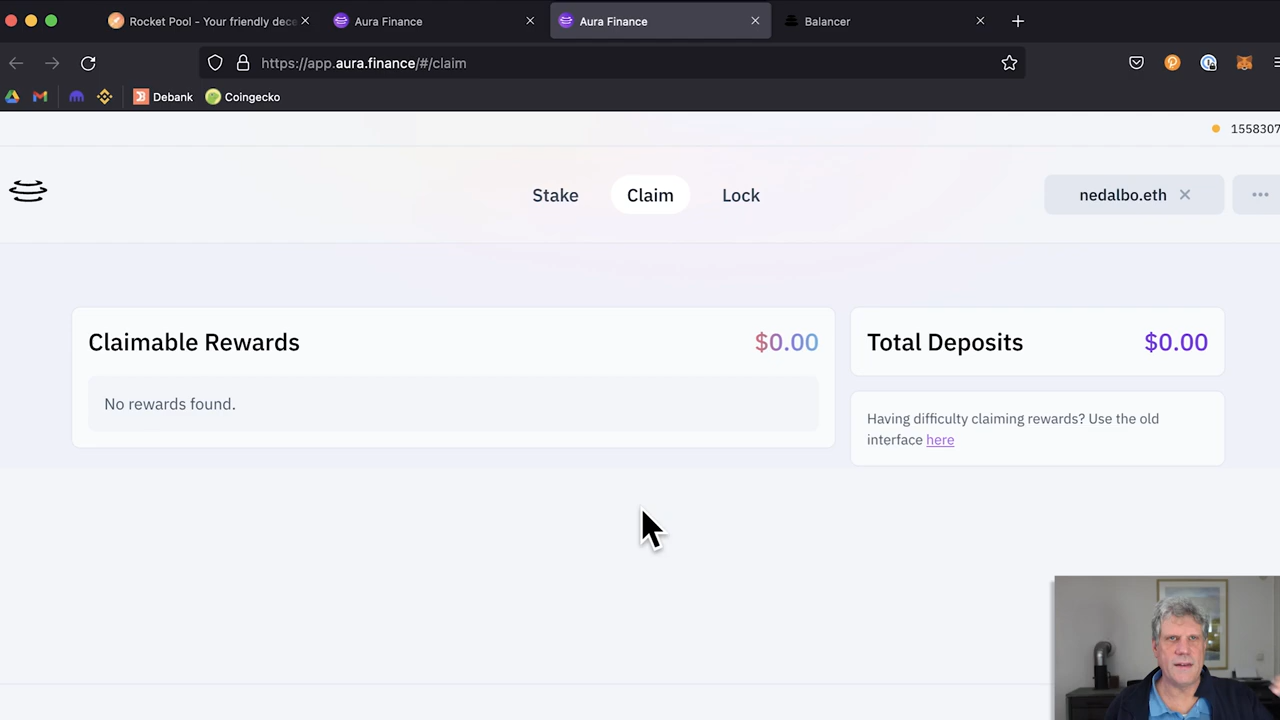 Rocket Pool - Your friendly dece
Aura Finance
Aura Finance
Balancer
https://app.aura.finance/#/claim
Debank
Coingecko
1558307
Stake
Claim
Lock
nedalbo.eth
Claimable Rewards
$0.00
No rewards found.
Total Deposits
$0.00
Having difficulty claiming rewards? Use the old
interface here